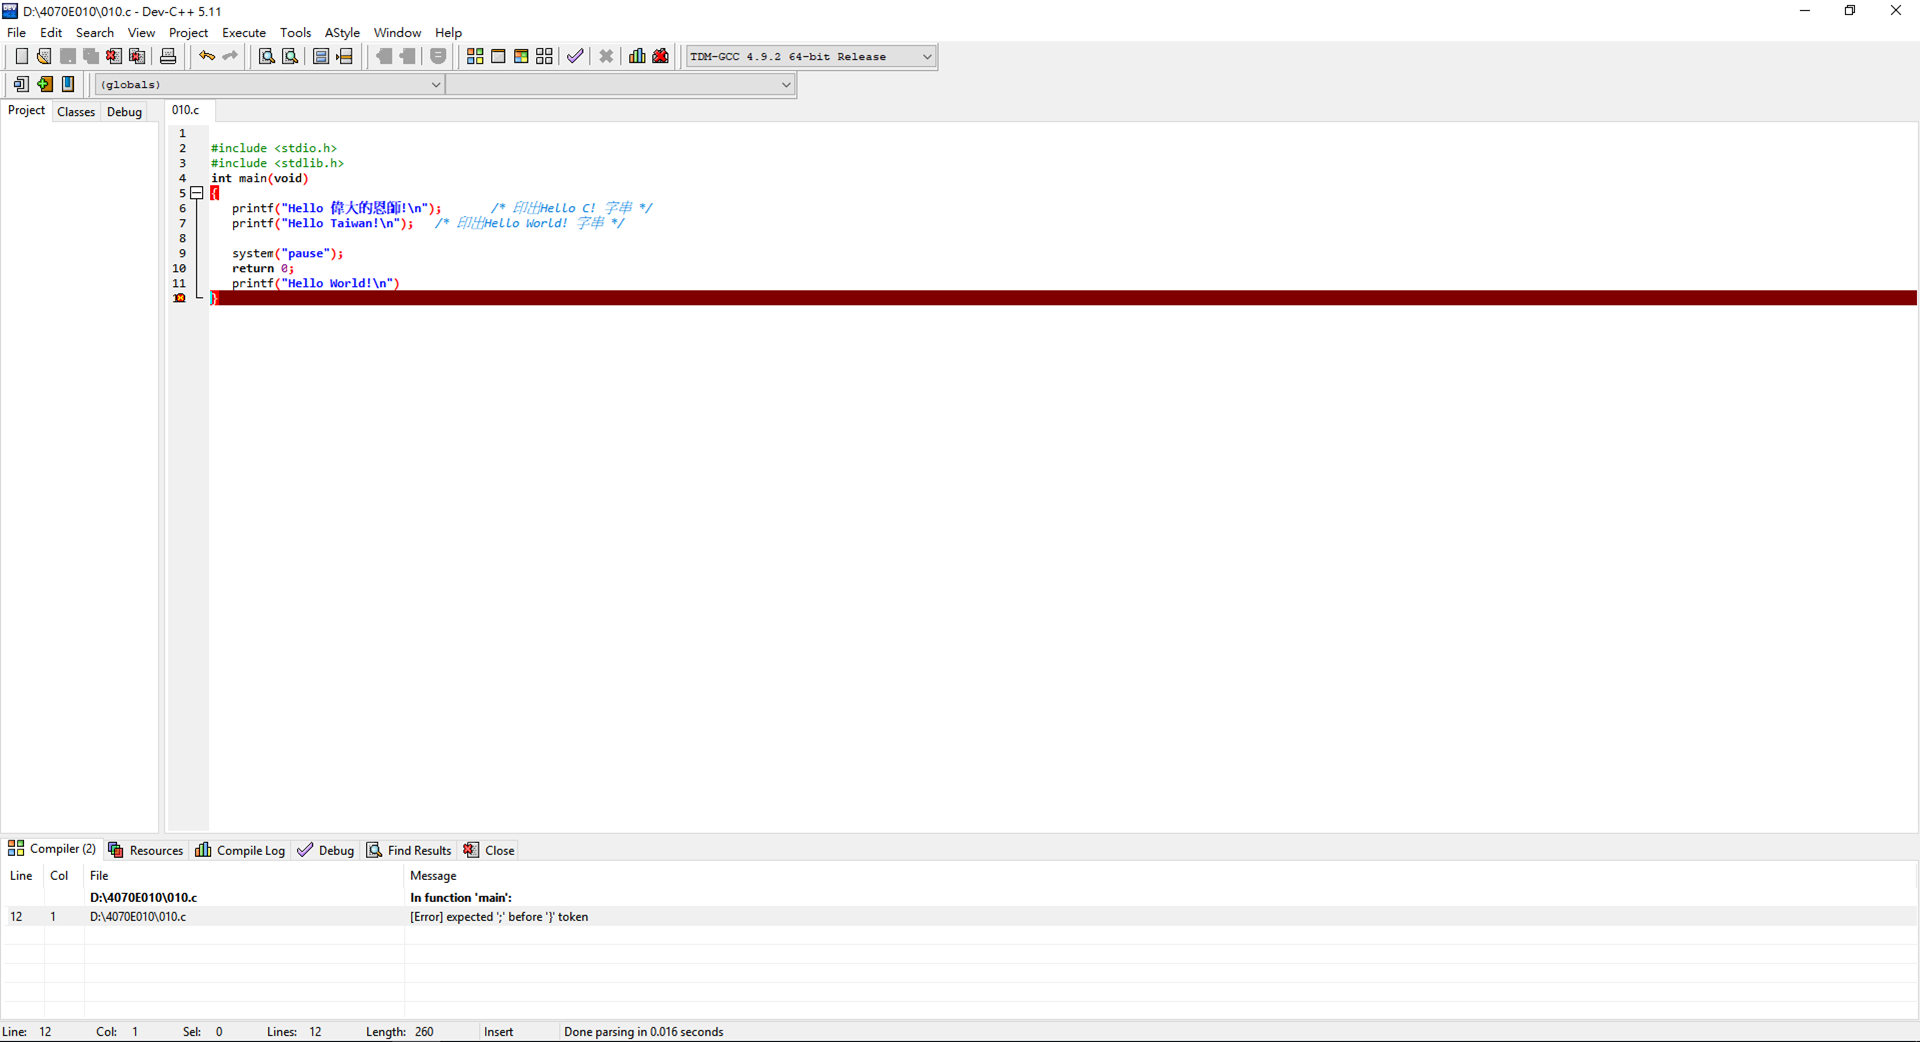 D:\4070E010\010.c - Dev-C++ 5.11
File Edit Search View Project Execute Tools AStyle Window Help
TDM-GCC 4.9.2 64-bit Release
(globals)
Project Classes Debug 010.c
1
2 #include <stdio.h>
3 #include <stdlib.h>
4 int main(void)
5 {
6 printf("Hello 偉大的恩師!\n"); /* 印出Hello C! 字串 */
7 printf("Hello Taiwan!\n"); /* 印出Hello World! 字串 */
8
9 system("pause");
10 return 0;
11 printf("Hello World!\n")
}
Compiler (2) Resources Compile Log Debug Find Results Close
Line Col File Message
D:\4070E010\010.c In function 'main':
12 1 D:\4070E010\010.c [Error] expected ';' before '}' token
Line: 12 Col: 1 Sel: 0 Lines: 12 Length: 260 Insert Done parsing in 0.016 seconds